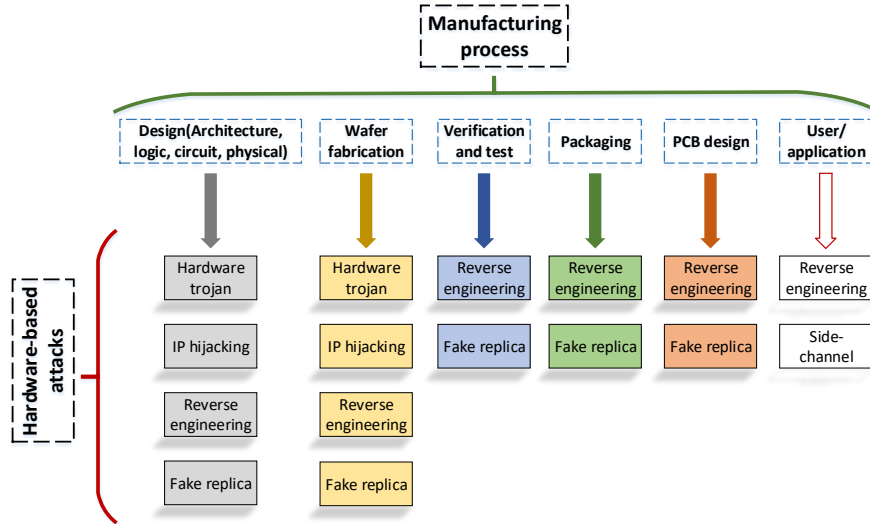 Manufacturing
process
Design(Architecture,
logic, circuit, physical)
Wafer
fabrication
Verification
and test
Packaging
PCB design
User/
application
Hardware-based
attacks
Hardware
trojan
IP hijacking
Reverse
engineering
Fake replica
Hardware
trojan
IP hijacking
Reverse
engineering
Fake replica
Reverse
engineering
Fake replica
Reverse
engineering
Fake replica
Reverse
engineering
Fake replica
Reverse
engineering
Side-
channel